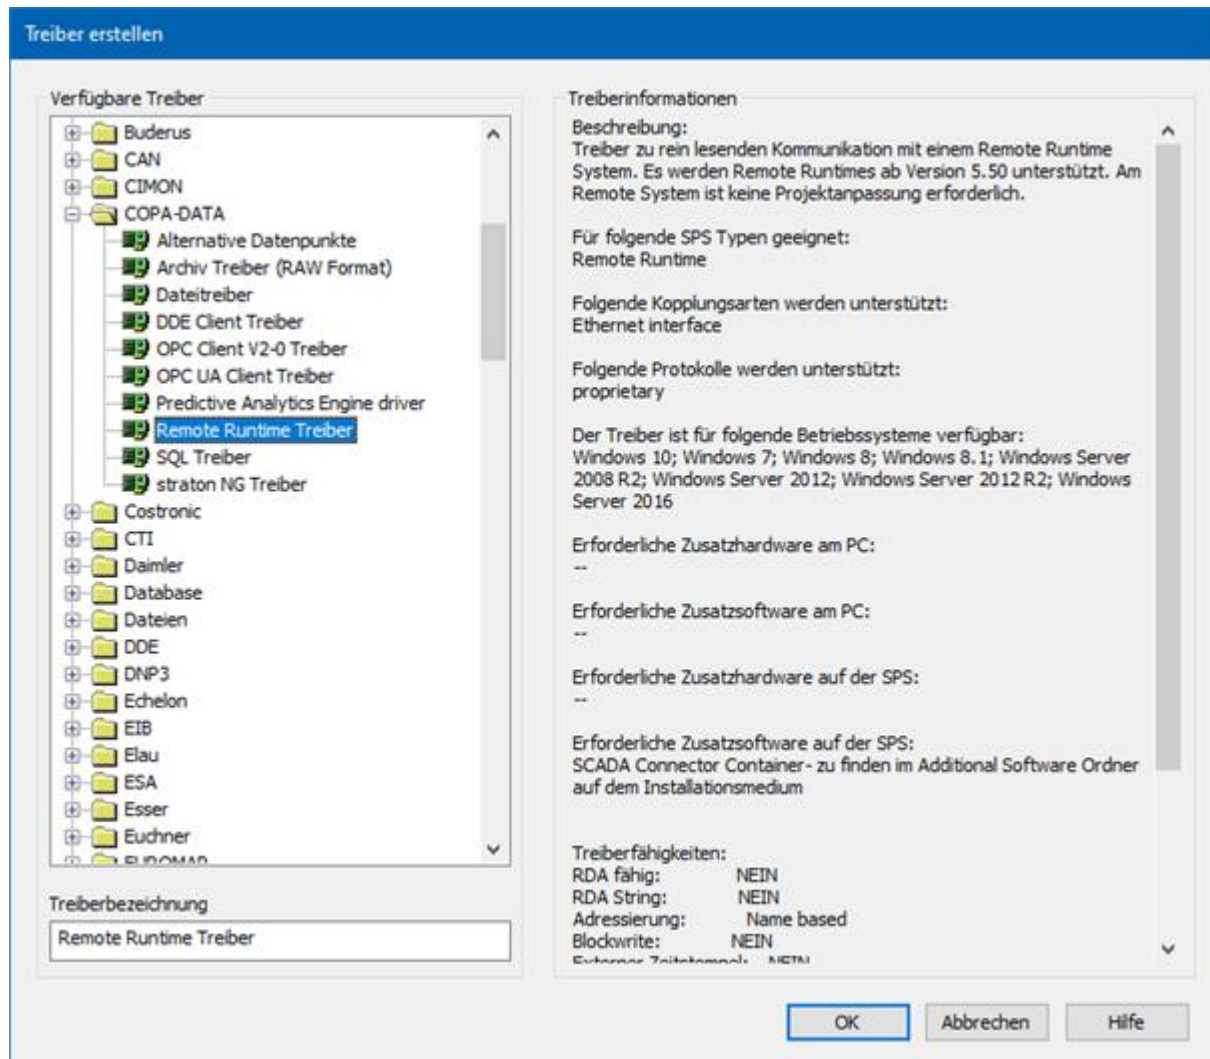 Treiber erstellen
Verfügbare Treiber
Buderus
CAN
CIMON
COPA-DATA
Alternative Datenpunkte
Archiv Treiber (RAW Format)
Dateitreiber
DDE Client Treiber
OPC Client V2-0 Treiber
OPC UA Client Treiber
Predictive Analytics Engine driver
Remote Runtime Treiber
SQL Treiber
straton NG Treiber
Costronic
CTI
Daimler
Database
Dateien
DDE
DNP3
Echelon
EIB
Elau
ESA
Esser
Euchner
EUROMAP
Treiberbezeichnung
Remote Runtime Treiber
Treiberinformationen
Beschreibung:
Treiber zu rein lesenden Kommunikation mit einem Remote Runtime
System. Es werden Remote Runtimes ab Version 5.50 unterstützt. Am
Remote System ist keine Projektanpassung erforderlich.
Für folgende SPS Typen geeignet:
Remote Runtime
Folgende Kopplungsarten werden unterstützt:
Ethernet interface
Folgende Protokolle werden unterstützt:
proprietary
Der Treiber ist für folgende Betriebssysteme verfügbar:
Windows 10; Windows 7; Windows 8; Windows 8.1; Windows Server
2008 R2; Windows Server 2012; Windows Server 2012 R2; Windows
Server 2016
Erforderliche Zusatzhardware am PC:
--
Erforderliche Zusatzsoftware am PC:
--
Erforderliche Zusatzhardware auf der SPS:
--
Erforderliche Zusatzsoftware auf der SPS:
SCADA Connector Container- zu finden im Additional Software Ordner
auf dem Installationsmedium
Treiberfähigkeiten:
RDA fähig: NEIN
RDA String: NEIN
Adressierung: Name based
Blockwrite: NEIN
Externer Zeitstempel: NEIN
OK
Abbrechen
Hilfe